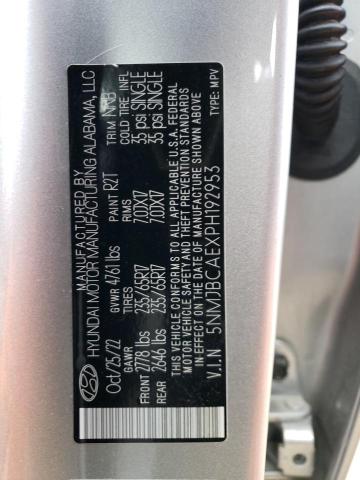 MANUFACTURED BY
HYUNDAI MOTOR MANUFACTURING ALABAMA, LLC
Oct/25/22 GVWR 4761 lbs PAINT R2T TRIM NNB
GAWR TIRES RIMS COLD TIRE INFL
FRONT 2778 lbs 235/65R17 7.0JX17 35 psi SINGLE
REAR 2646 lbs 235/65R17 7.0JX17 35 psi SINGLE
THIS VEHICLE CONFORMS TO ALL APPLICABLE U.S.A. FEDERAL
MOTOR VEHICLE SAFETY AND THEFT PREVENTION STANDARDS
IN EFFECT ON THE DATE OF MANUFACTURE SHOWN ABOVE
V.I.N 5NMJBCAEXPH192993 TYPE: MPV